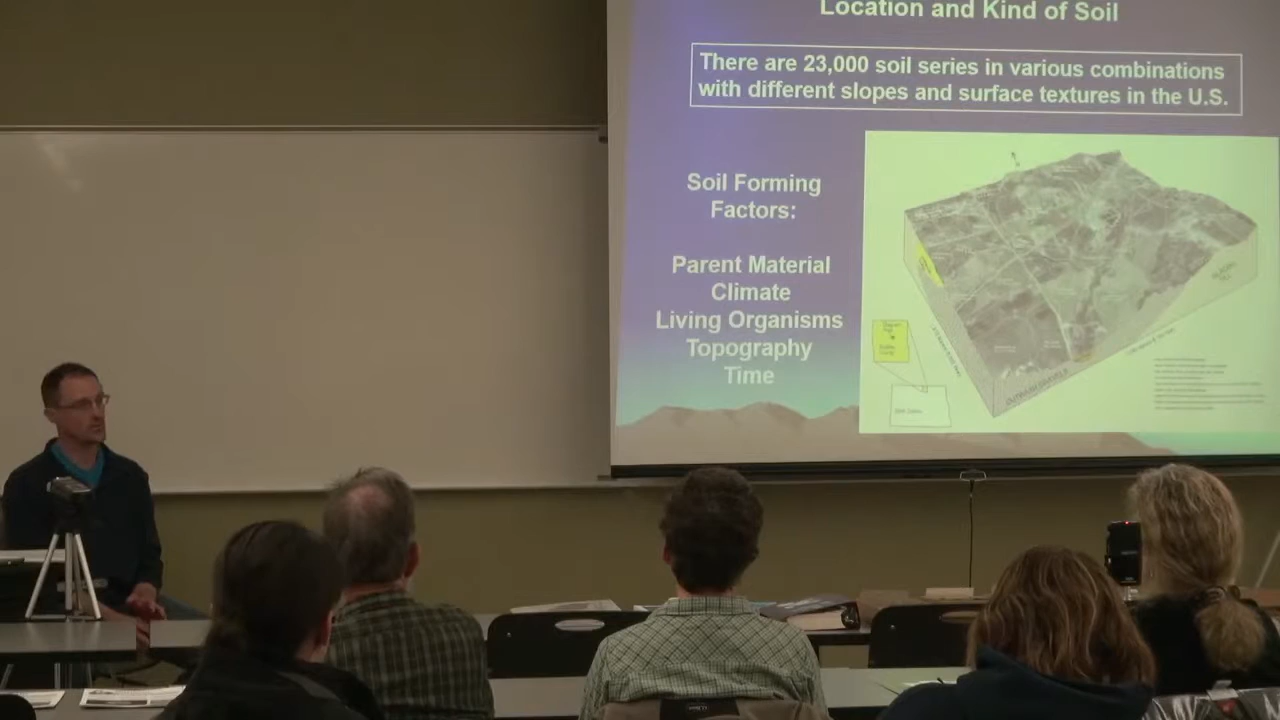 Location and Kind of Soil
There are 23,000 soil series in various combinations
with different slopes and surface textures in the U.S.
Soil Forming
Factors:
Parent Material
Climate
Living Organisms
Topography
Time